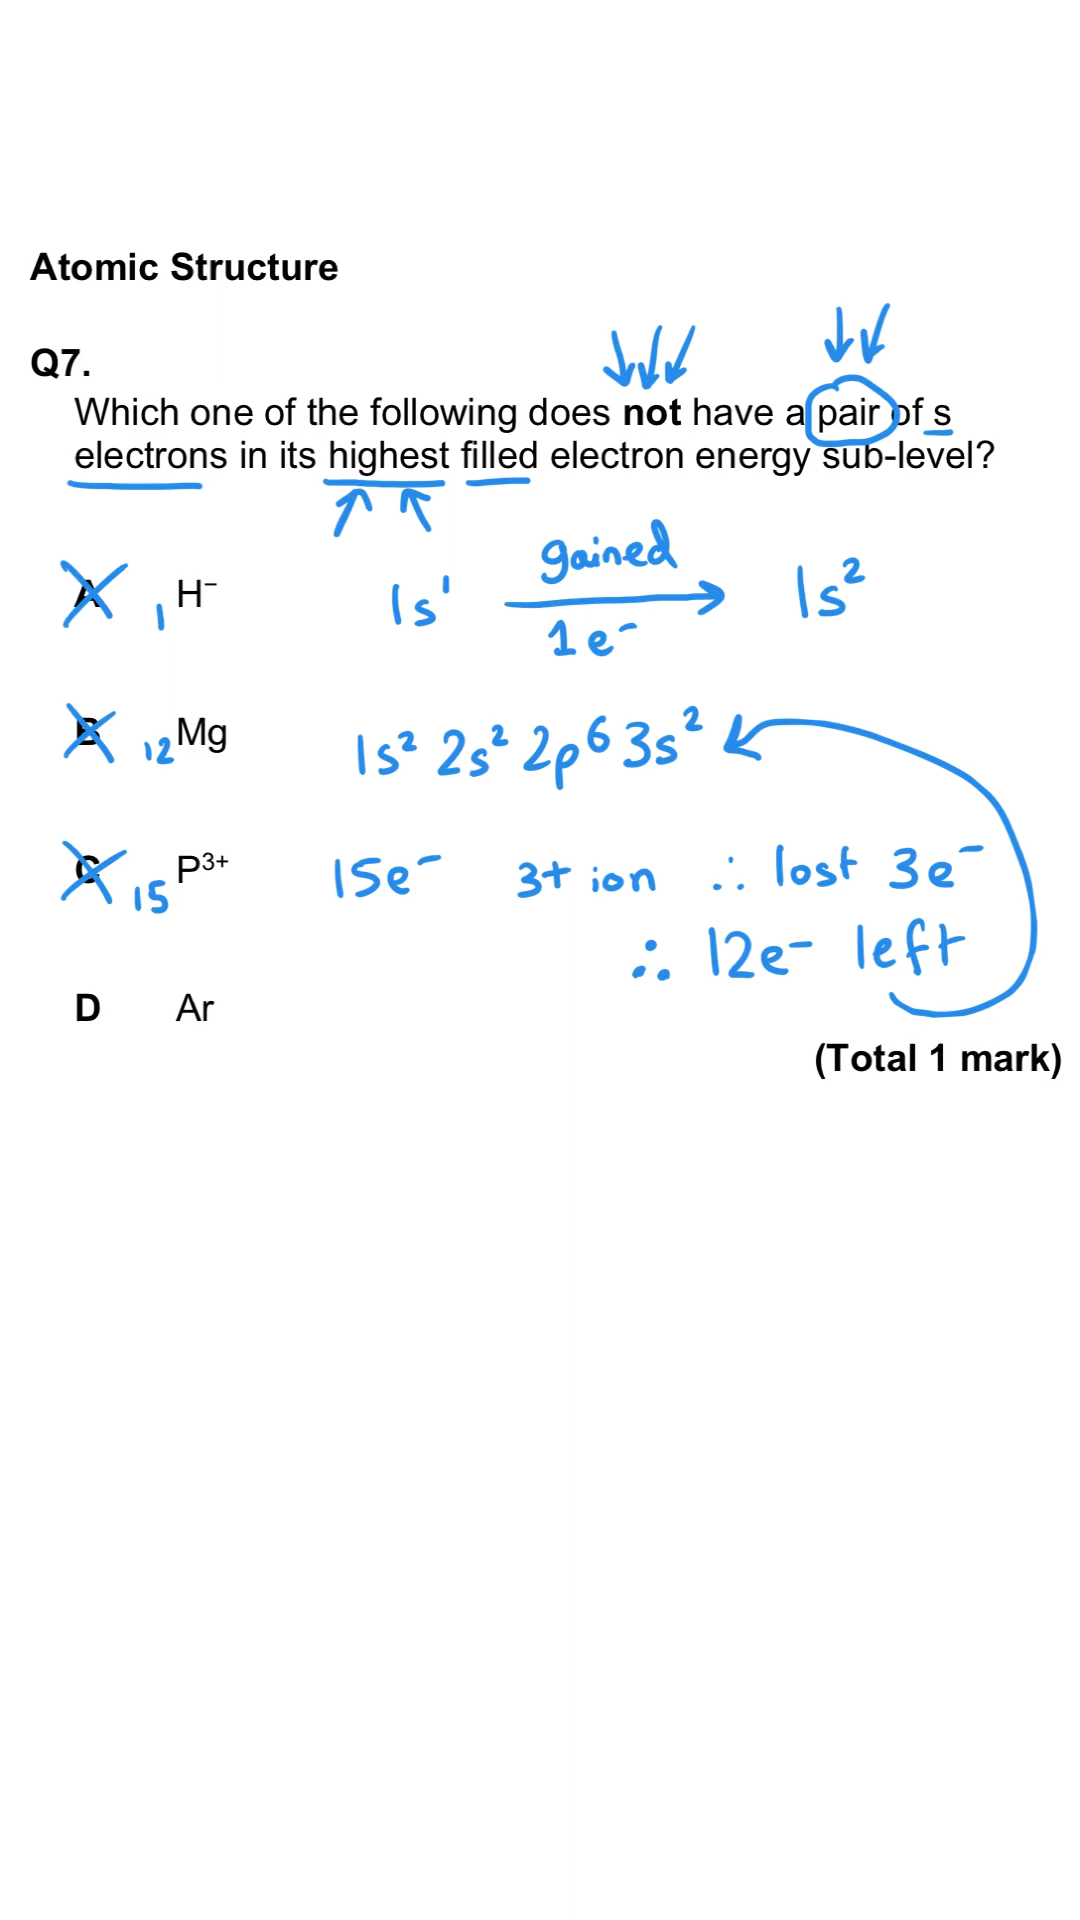 Atomic Structure
Q7.
Which one of the following does not have a pair of s
electrons in its highest filled electron energy sub-level?
A ₁H⁻ 1s¹ gained 1e⁻ → 1s²
B ₁₂Mg 1s² 2s² 2p⁶ 3s²
C ₁₅P³⁺ 15e⁻ 3+ ion ∴ lost 3e⁻
∴ 12e⁻ left
D Ar
(Total 1 mark)